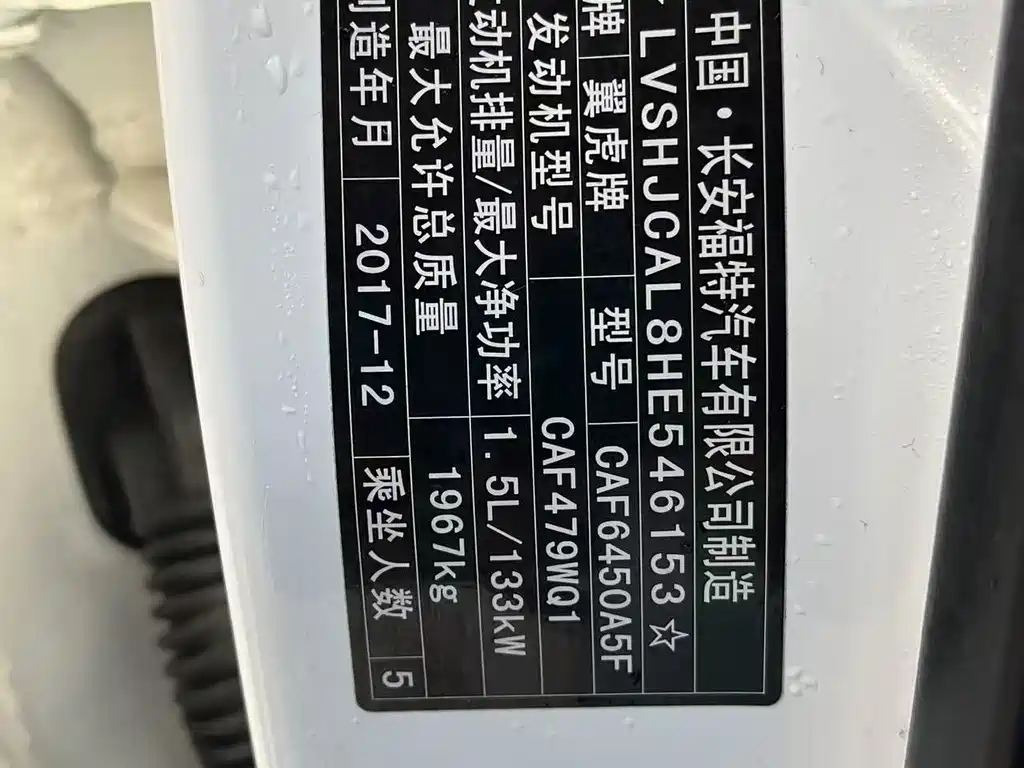 中国·长安福特汽车有限公司制造
LVSHJCAL8HE546153☆
牌 翼虎牌 型号 CAF6450A5F
发动机型号 CAF479WQ1
动机排量/最大净功率 1.5L/133kW
最大允许总质量 1967kg
制造年月 2017-12 乘坐人数 5